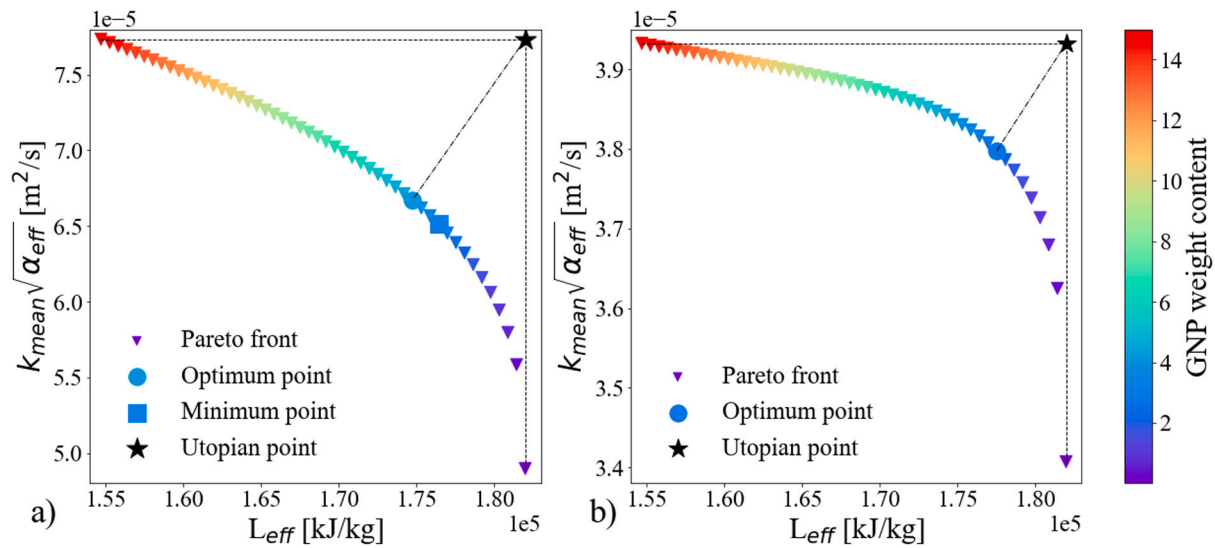 1e−5
k_mean√α_eff [m²/s]
7.5
7.0
6.5
6.0
5.5
5.0
Pareto front
Optimum point
Minimum point
Utopian point
1.55 1.60 1.65 1.70 1.75 1.80
1e5
a)
L_eff [kJ/kg]
1e−5
k_mean√α_eff [m²/s]
3.9
3.8
3.7
3.6
3.5
3.4
Pareto front
Optimum point
Utopian point
1.55 1.60 1.65 1.70 1.75 1.80
1e5
b)
L_eff [kJ/kg]
14
12
10
8
6
4
2
GNP weight content